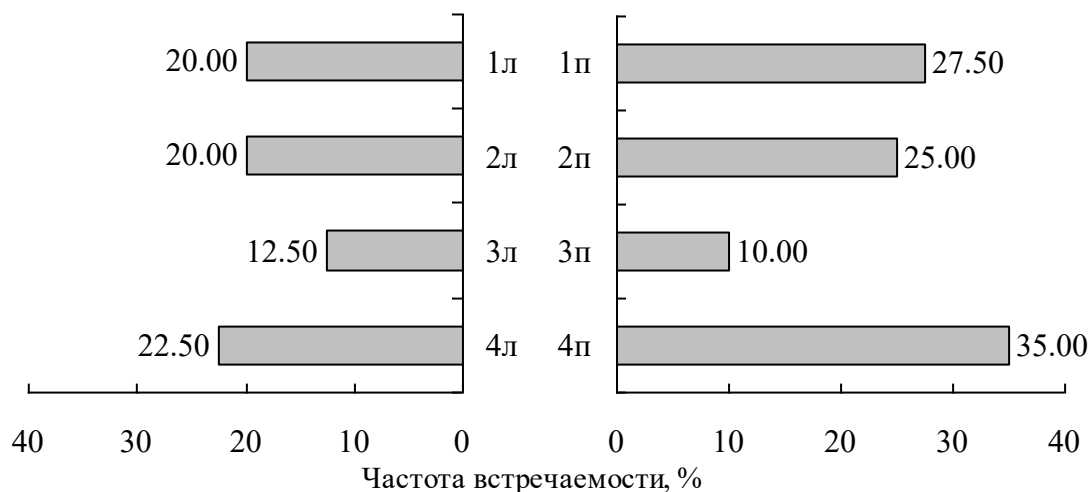 20.00 1л 1п 27.50
20.00 2л 2п 25.00
12.50 3л 3п 10.00
22.50 4л 4п 35.00
40 30 20 10 0 0 10 20 30 40
Частота встречаемости, %